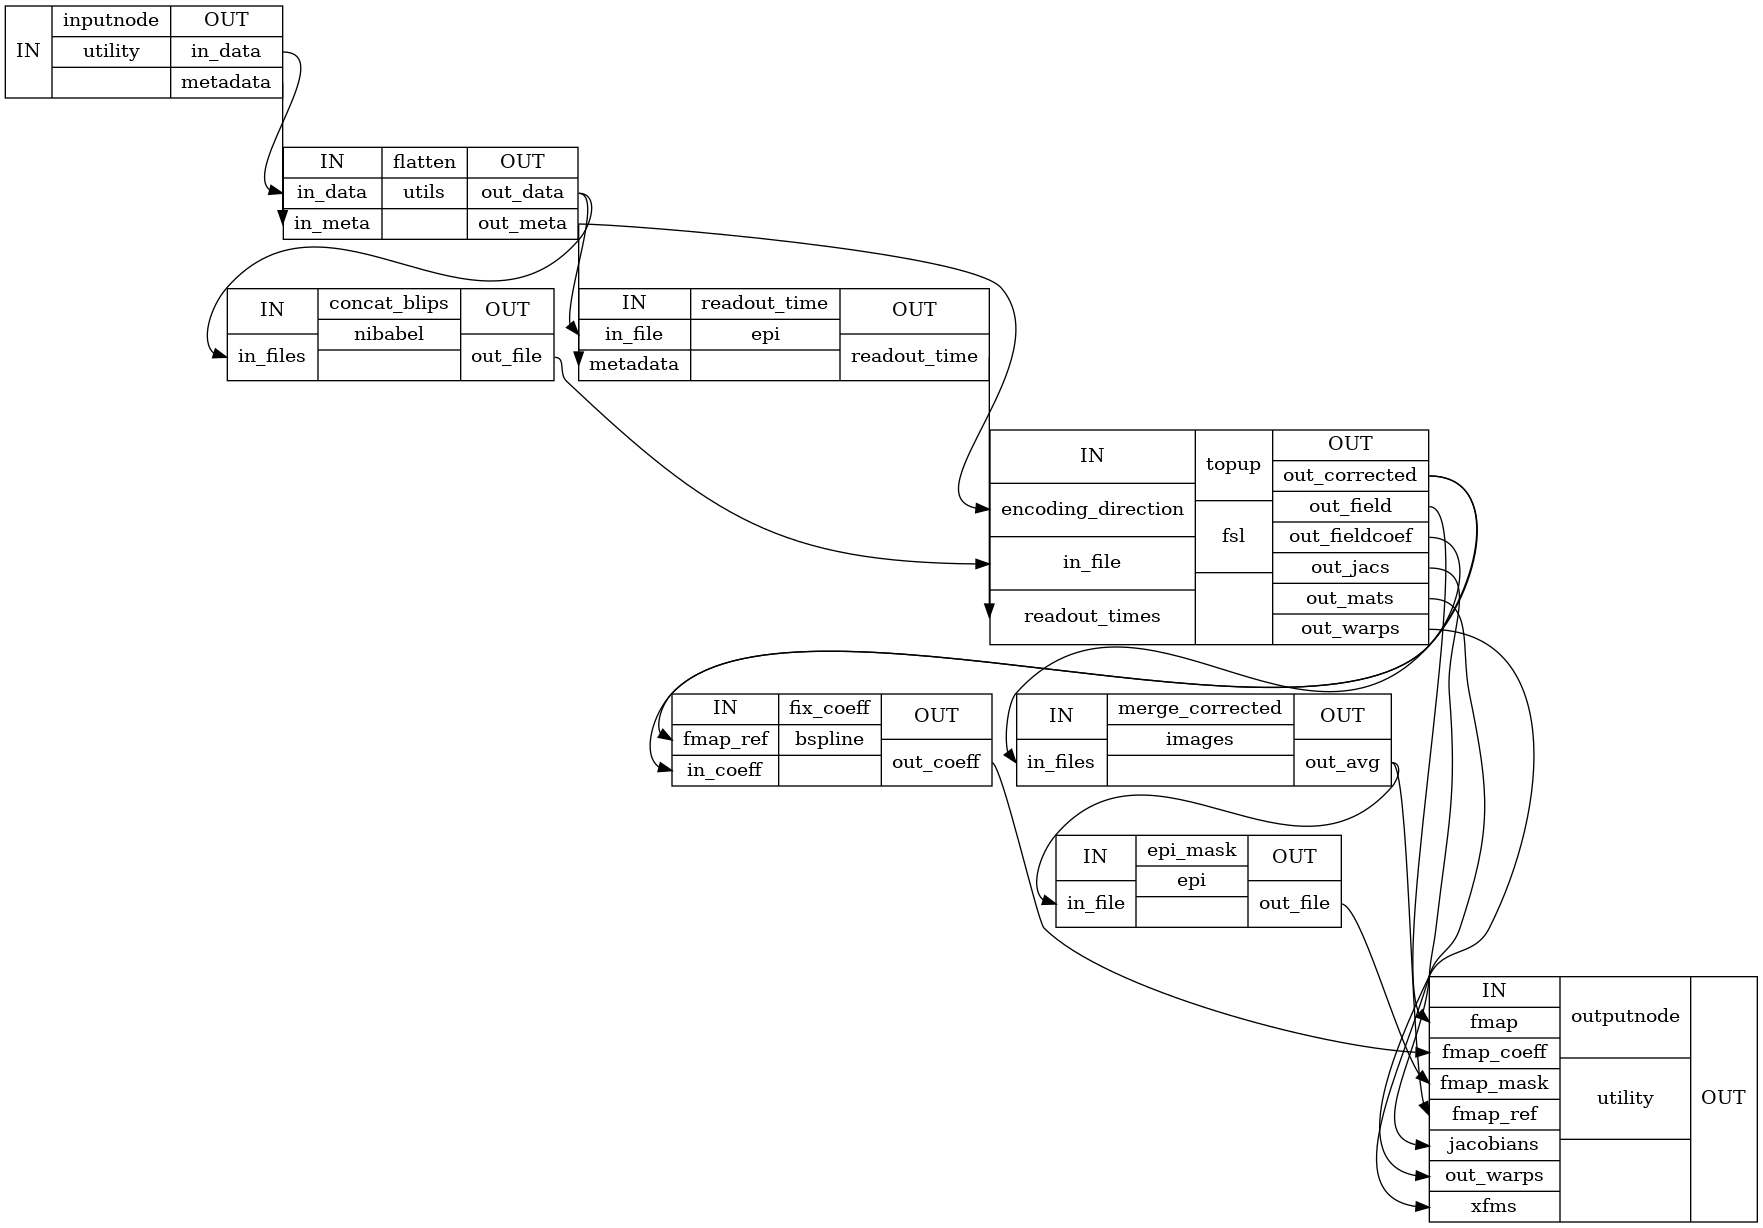 IN
inputnode
utility
OUT
in_data
metadata
IN
in_data
in_meta
flatten
utils
OUT
out_data
out_meta
IN
in_files
concat_blips
nibabel
OUT
out_file
IN
in_file
metadata
readout_time
epi
OUT
readout_time
IN
encoding_direction
in_file
readout_times
topup
fsl
OUT
out_corrected
out_field
out_fieldcoef
out_jacs
out_mats
out_warps
IN
fmap_ref
in_coeff
fix_coeff
bspline
OUT
out_coeff
IN
in_files
merge_corrected
images
OUT
out_avg
IN
in_file
epi_mask
epi
OUT
out_file
IN
fmap
fmap_coeff
fmap_mask
fmap_ref
jacobians
out_warps
xfms
outputnode
utility
OUT